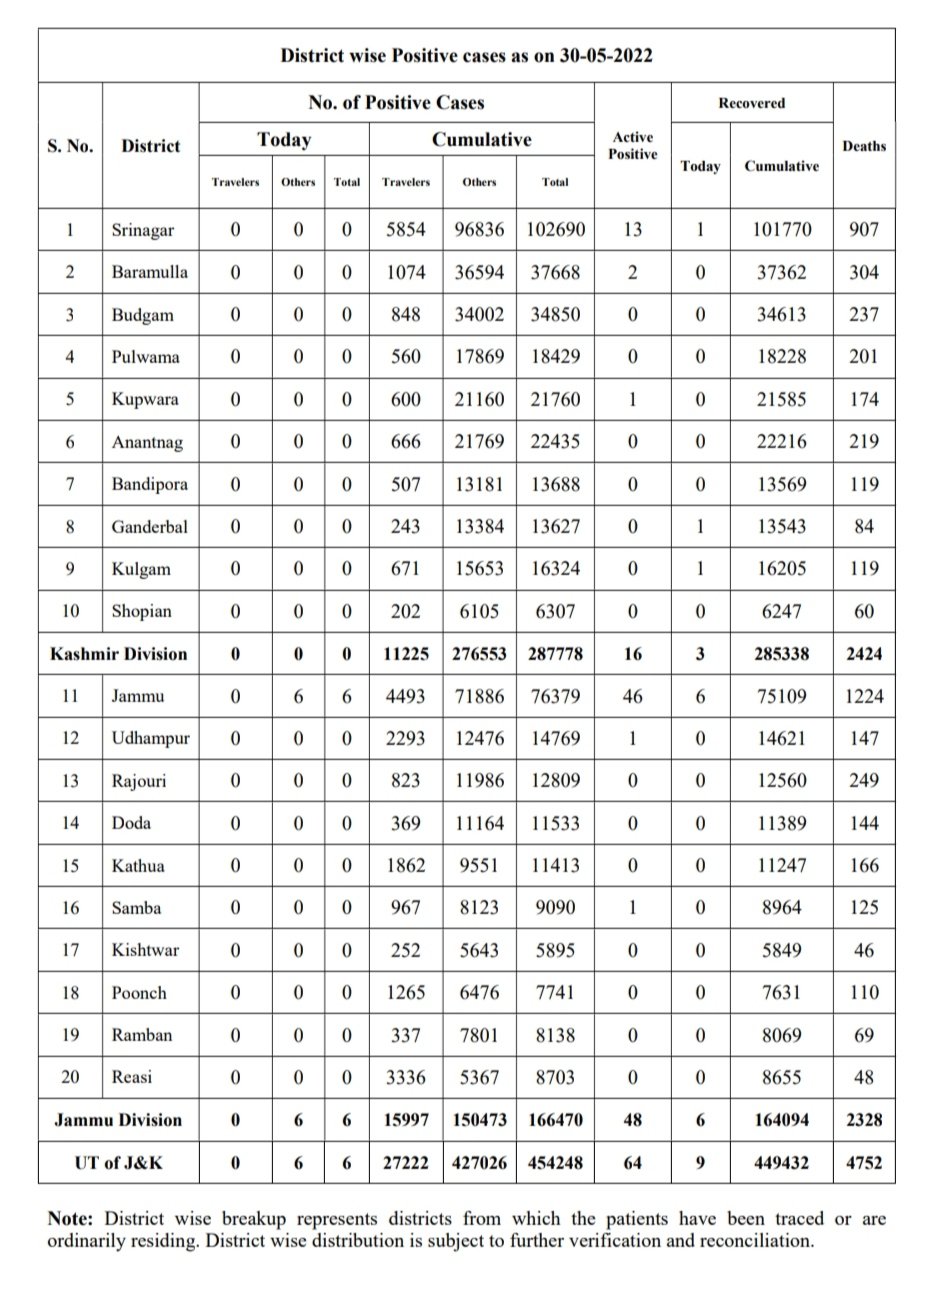 District wise Positive cases as on 30-05-2022
S. No. District No. of Positive Cases Active Positive Recovered Deaths
Today Cumulative Today Cumulative
Travelers Others Total Travelers Others Total
1 Srinagar 0 0 0 5854 96836 102690 13 1 101770 907
2 Baramulla 0 0 0 1074 36594 37668 2 0 37362 304
3 Budgam 0 0 0 848 34002 34850 0 0 34613 237
4 Pulwama 0 0 0 560 17869 18429 0 0 18228 201
5 Kupwara 0 0 0 600 21160 21760 1 0 21585 174
6 Anantnag 0 0 0 666 21769 22435 0 0 22216 219
7 Bandipora 0 0 0 507 13181 13688 0 0 13569 119
8 Ganderbal 0 0 0 243 13384 13627 0 1 13543 84
9 Kulgam 0 0 0 671 15653 16324 0 1 16205 119
10 Shopian 0 0 0 202 6105 6307 0 0 6247 60
Kashmir Division 0 0 0 11225 276553 287778 16 3 285338 2424
11 Jammu 0 6 6 4493 71886 76379 46 6 75109 1224
12 Udhampur 0 0 0 2293 12476 14769 1 0 14621 147
13 Rajouri 0 0 0 823 11986 12809 0 0 12560 249
14 Doda 0 0 0 369 11164 11533 0 0 11389 144
15 Kathua 0 0 0 1862 9551 11413 0 0 11247 166
16 Samba 0 0 0 967 8123 9090 1 0 8964 125
17 Kishtwar 0 0 0 252 5643 5895 0 0 5849 46
18 Poonch 0 0 0 1265 6476 7741 0 0 7631 110
19 Ramban 0 0 0 337 7801 8138 0 0 8069 69
20 Reasi 0 0 0 3336 5367 8703 0 0 8655 48
Jammu Division 0 6 6 15997 150473 166470 48 6 164094 2328
UT of J&K 0 6 6 27222 427026 454248 64 9 449432 4752
Note: District wise breakup represents districts from which the patients have been traced or are
ordinarily residing. District wise distribution is subject to further verification and reconciliation.